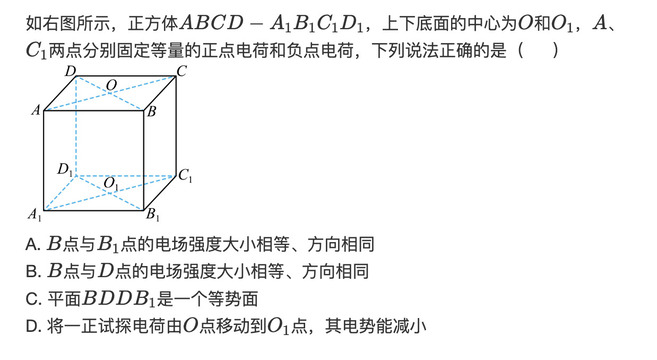 如右图所示，正方体ABCD − A₁B₁C₁D₁，上下底面的中心为O和O₁，A、
C₁两点分别固定等量的正点电荷和负点电荷，下列说法正确的是（　　）
D C
O
A B
D₁ C₁
O₁
A₁ B₁
A. B点与B₁点的电场强度大小相等、方向相同
B. B点与D点的电场强度大小相等、方向相同
C. 平面BDDB₁是一个等势面
D. 将一正试探电荷由O点移动到O₁点，其电势能减小